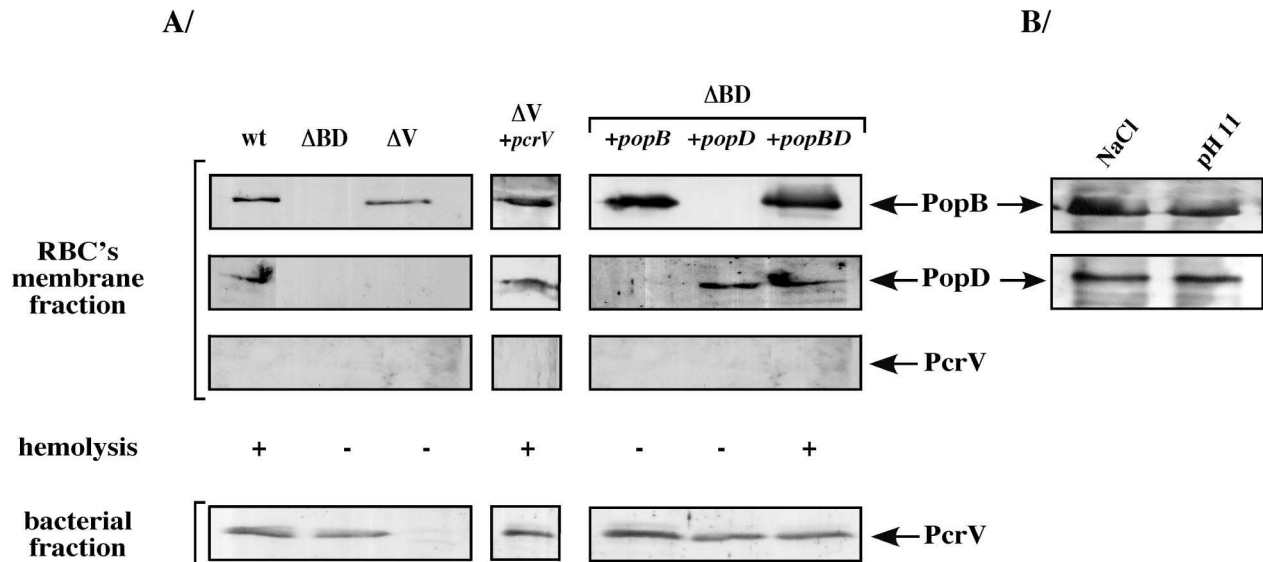 A/ B/
ΔBD
wt ΔBD ΔV ΔV +pcrV +popB +popD +popBD NaCl pH 11
RBC's membrane fraction
PopB
PopD
PcrV
hemolysis + - - + - - +
bacterial fraction
PcrV